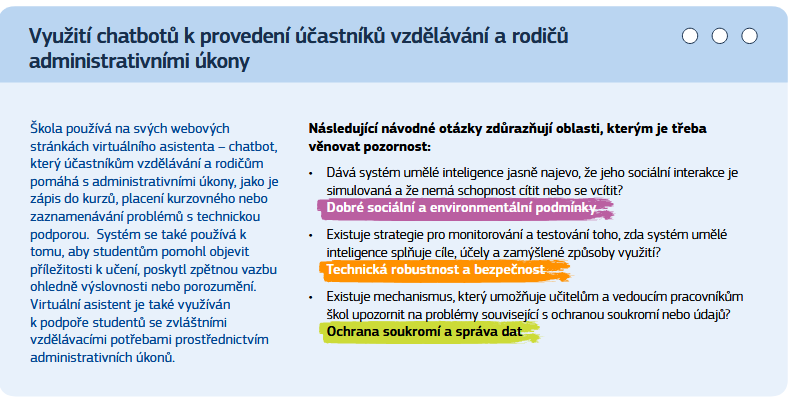 Využití chatbotů k provedení účastníků vzdělávání a rodičů
administrativními úkony
Škola používá na svých webových
stránkách virtuálního asistenta – chatbot,
který účastníkům vzdělávání a rodičům
pomáhá s administrativními úkony, jako je
zápis do kurzů, placení kurzovného nebo
zaznamenávání problémů s technickou
podporou. Systém se také používá k
tomu, aby studentům pomohl objevit
příležitosti k učení, poskytl zpětnou vazbu
ohledně výslovnosti nebo porozumění.
Virtuální asistent je také využíván
k podpoře studentů se zvláštními
vzdělávacími potřebami prostřednictvím
administrativních úkonů.
Následující návodné otázky zdůrazňují oblasti, kterým je třeba
věnovat pozornost:
• Dává systém umělé inteligence jasně najevo, že jeho sociální interakce je
simulovaná a že nemá schopnost cítit nebo se vcítit?
Dobré sociální a environmentální podmínky
• Existuje strategie pro monitorování a testování toho, zda systém umělé
inteligence splňuje cíle, účely a zamýšlené způsoby využití?
Technická robustnost a bezpečnost
• Existuje mechanismus, který umožňuje učitelům a vedoucím pracovníkům
škol upozornit na problémy související s ochranou soukromí nebo údajů?
Ochrana soukromí a správa dat